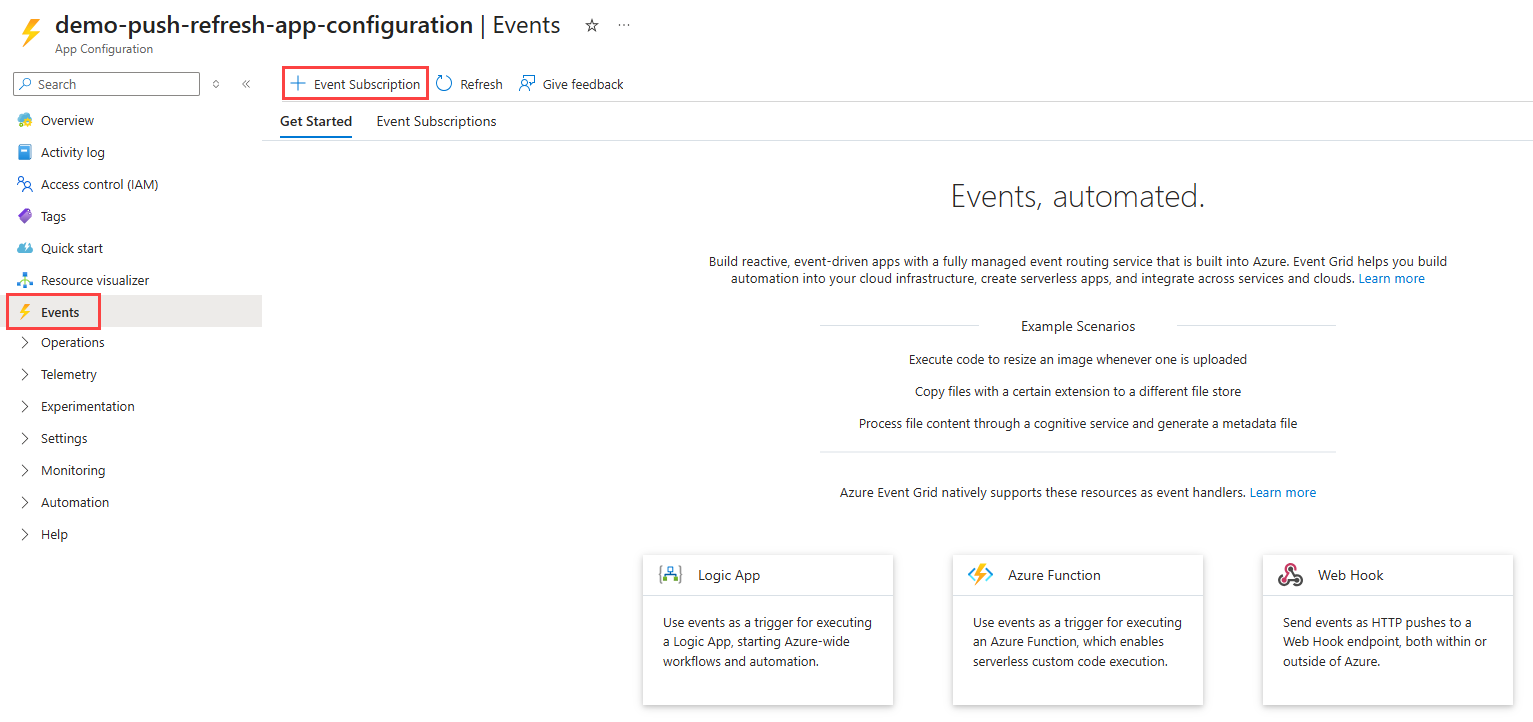 demo-push-refresh-app-configuration | Events
App Configuration
Search
Overview
Activity log
Access control (IAM)
Tags
Quick start
Resource visualizer
Events
Operations
Telemetry
Experimentation
Settings
Monitoring
Automation
Help
Event Subscription
Refresh
Give feedback
Get Started
Event Subscriptions
Events, automated.
Build reactive, event-driven apps with a fully managed event routing service that is built into Azure. Event Grid helps you build
automation into your cloud infrastructure, create serverless apps, and integrate across services and clouds. Learn more
Example Scenarios
Execute code to resize an image whenever one is uploaded
Copy files with a certain extension to a different file store
Process file content through a cognitive service and generate a metadata file
Azure Event Grid natively supports these resources as event handlers. Learn more
Logic App
Use events as a trigger for executing
a Logic App, starting Azure-wide
workflows and automation.
Azure Function
Use events as a trigger for executing
an Azure Function, which enables
serverless custom code execution.
Web Hook
Send events as HTTP pushes to a
Web Hook endpoint, both within or
outside of Azure.